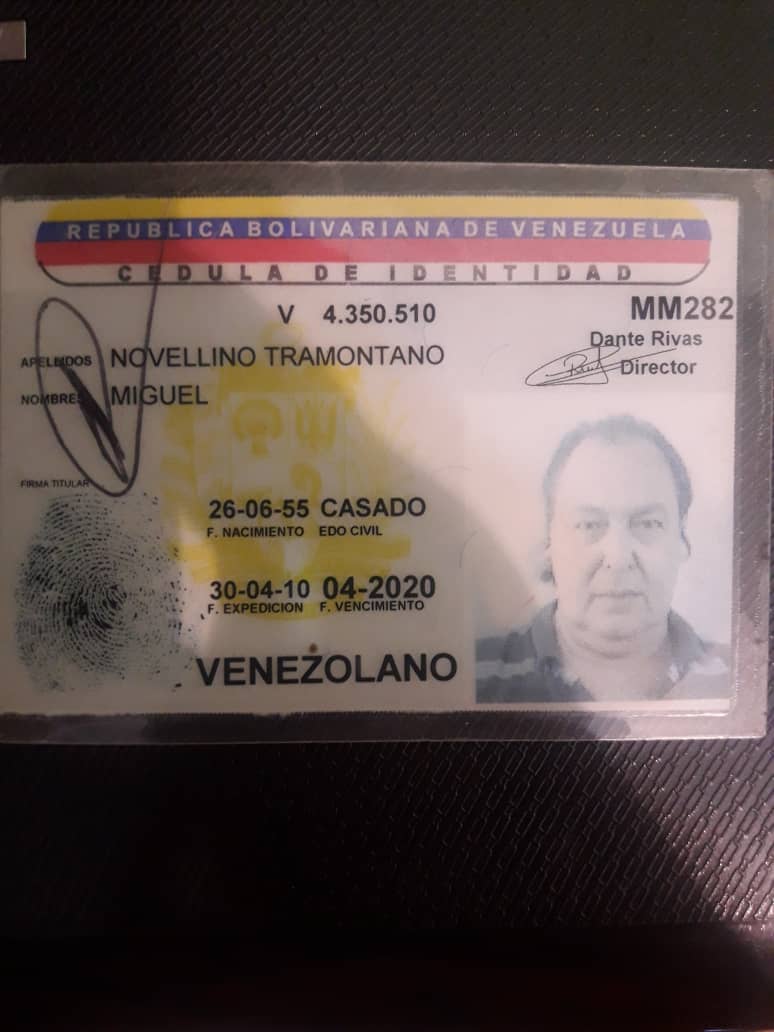 REPUBLICA BOLIVARIANA DE VENEZUELA
CEDULA DE IDENTIDAD
V 4.350.510
MM282
Dante Rivas
Director
APELLIDOS NOVELLINO TRAMONTANO
NOMBRES MIGUEL
FIRMA TITULAR
26-06-55 CASADO
F. NACIMIENTO EDO CIVIL
30-04-10 04-2020
F. EXPEDICION F. VENCIMIENTO
VENEZOLANO